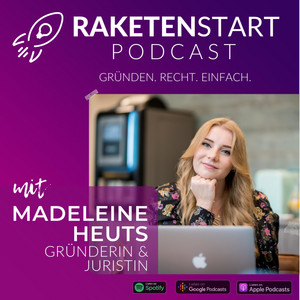 RAKETENSTART
PODCAST
GRÜNDEN. RECHT. EINFACH.
mit
MADELEINE
HEUTS
GRÜNDERIN &
JURISTIN
Spotify
Google Podcasts
Apple Podcasts